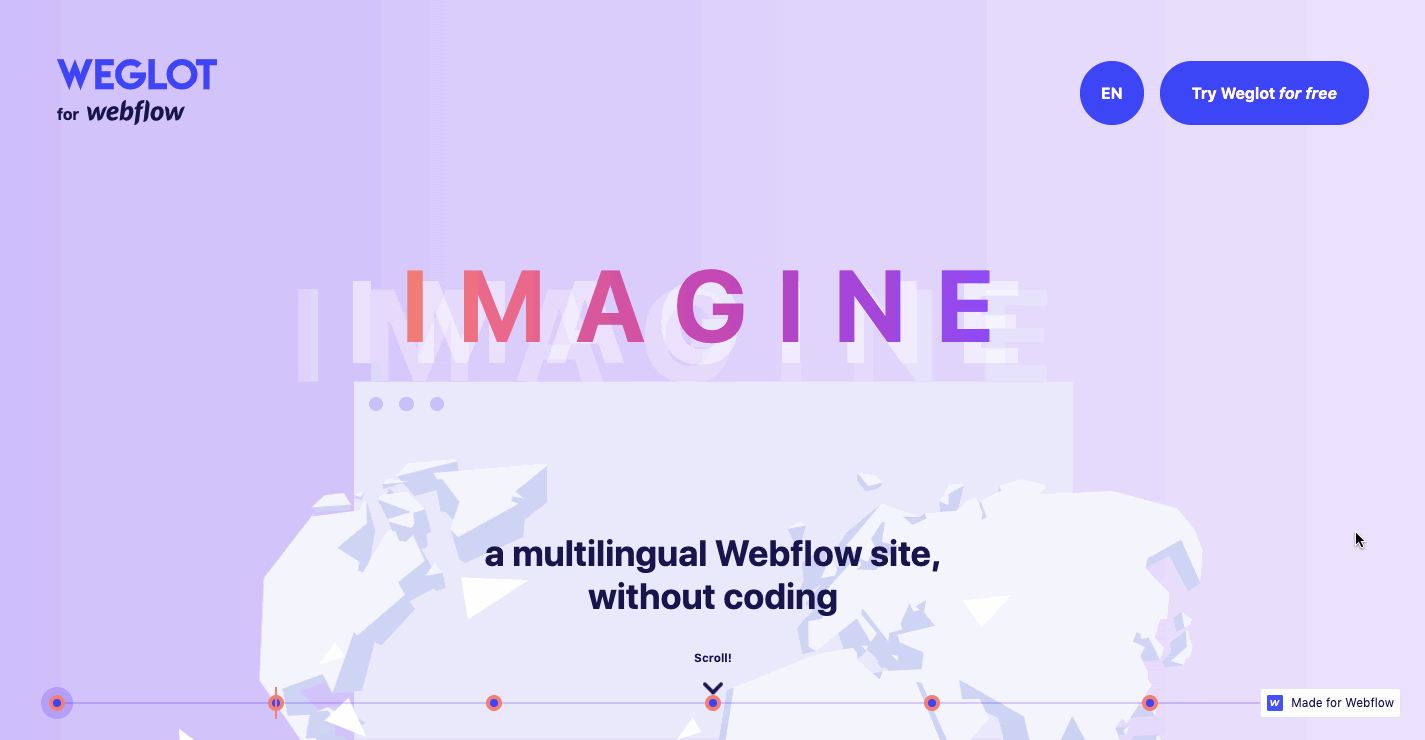 WEGLOT
for webflow
EN
Try Weglot for free
IMAGINE
a multilingual Webflow site,
without coding
Scroll!
W Made for Webflow